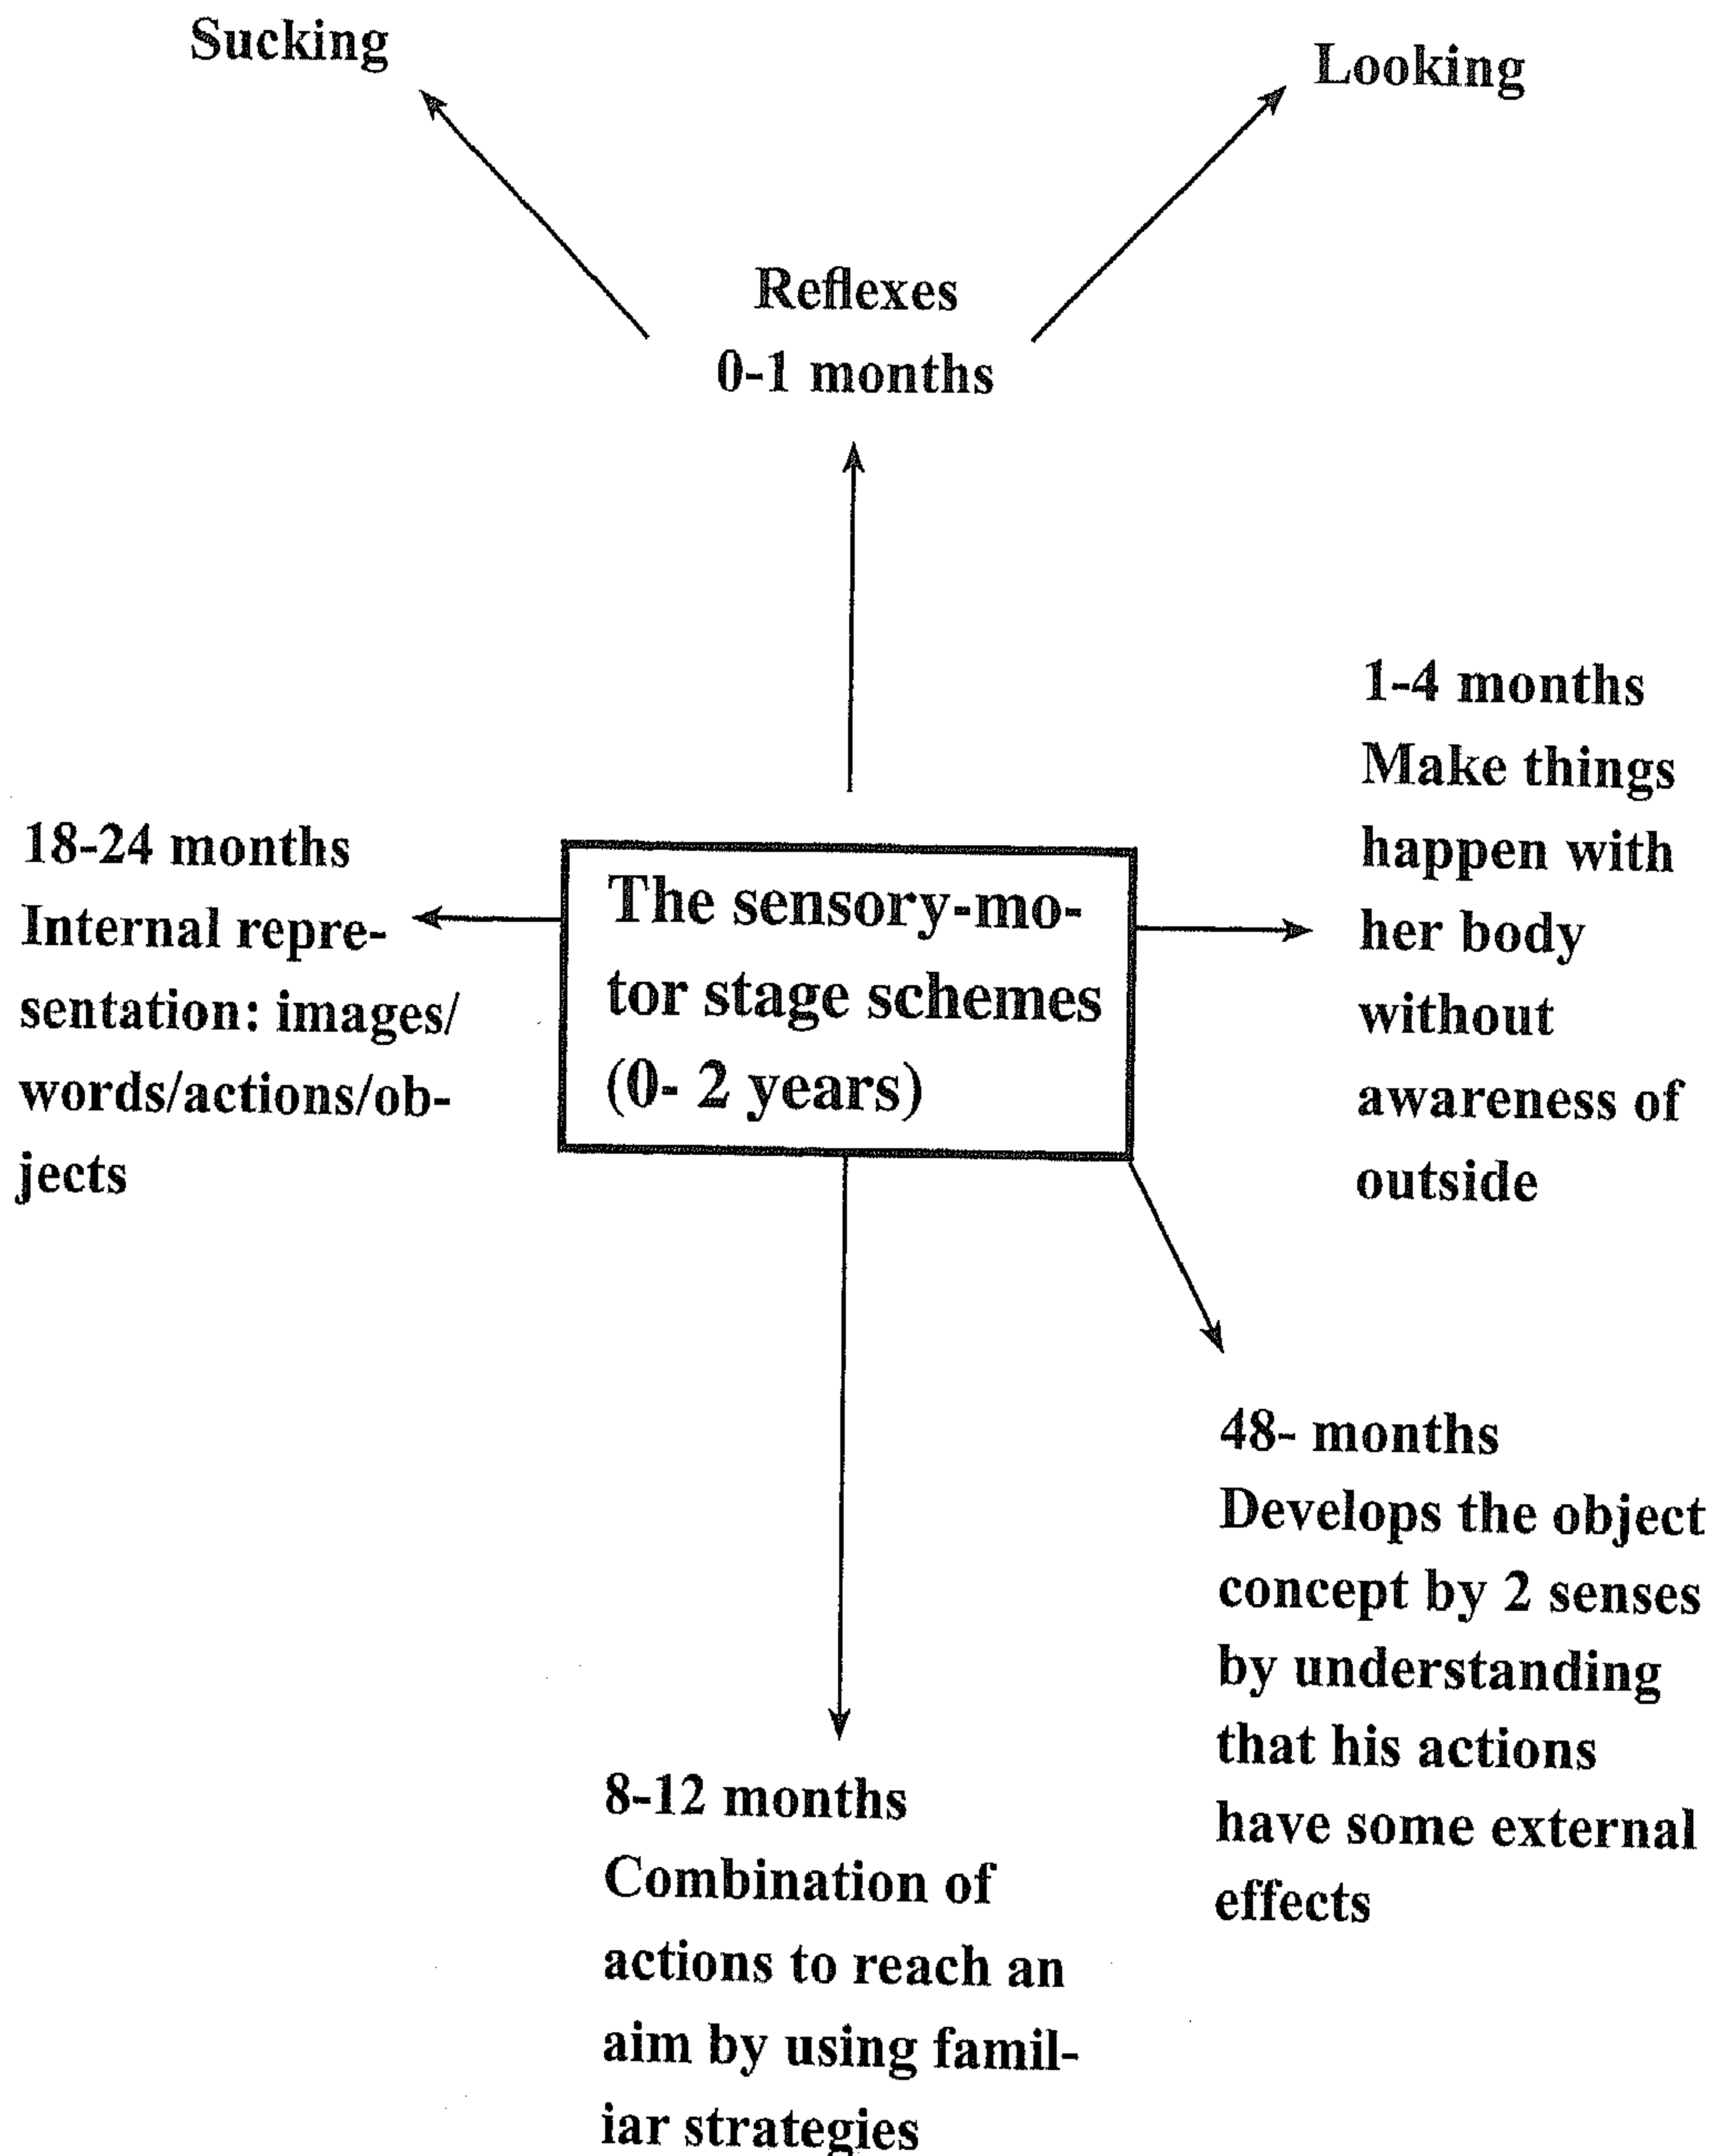 Sucking
Looking
Reflexes
0-1 months
1-4 months
Make things
happen with
her body
without
awareness of
outside
18-24 months
Internal repre-
sentation: images/
words/actions/ob-
jects
The sensory-mo-
tor stage schemes
(0- 2 years)
48- months
Develops the object
concept by 2 senses
by understanding
that his actions
have some external
effects
8-12 months
Combination of
actions to reach an
aim by using famil-
iar strategies